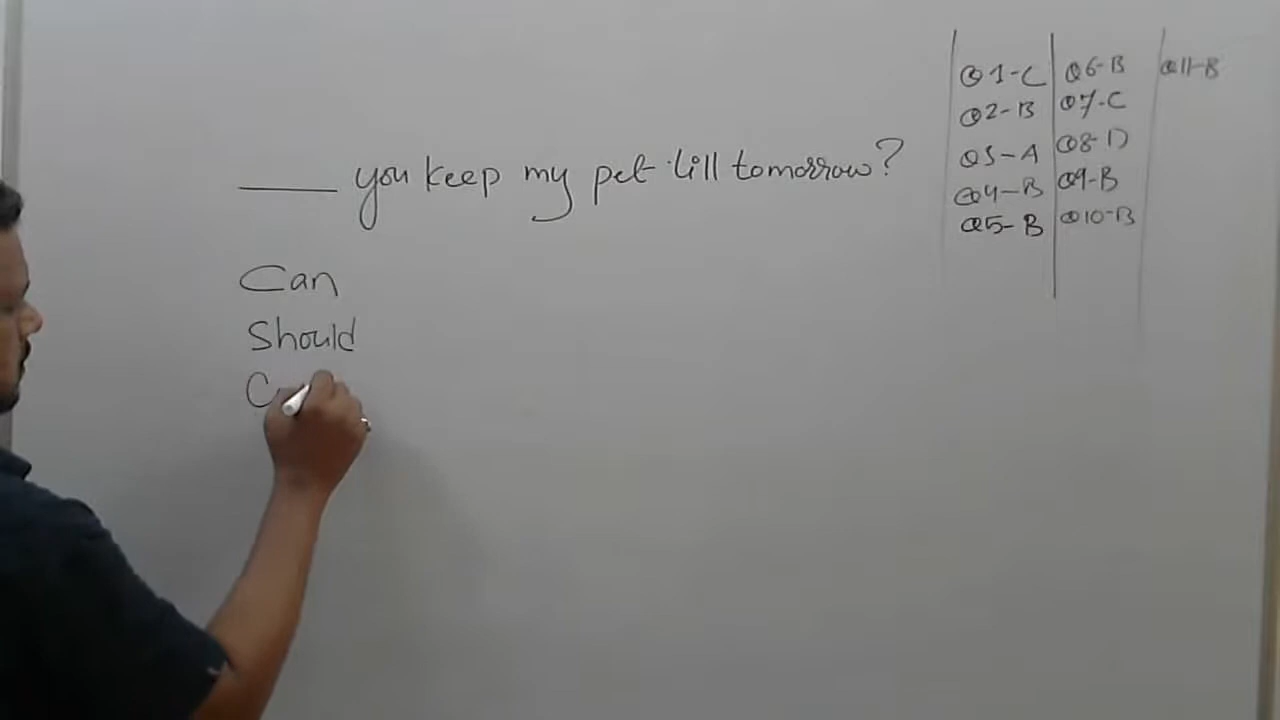 ____ you keep my pet till tomorrow?
Can
Should
C
Q1-C
Q2-B
Q3-A
Q4-B
Q5-B
Q6-B
Q7-C
Q8-D
Q9-B
Q10-B
Q11-B